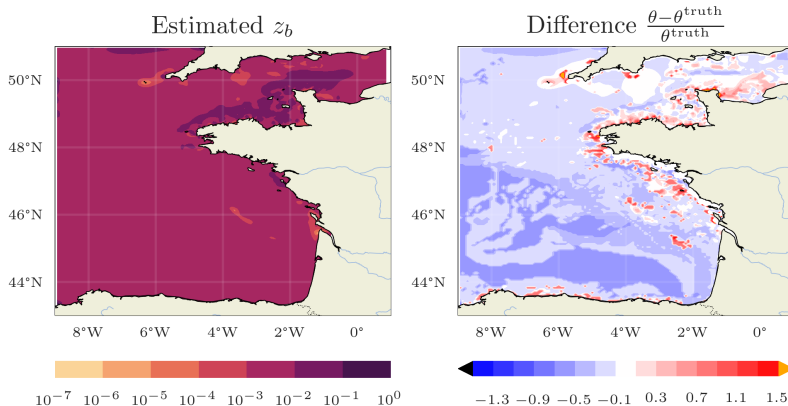 Estimated z_b
Difference \frac{θ−θ^{truth}}{θ^{truth}}
50°N
48°N
46°N
44°N
8°W 6°W 4°W 2°W 0°
50°N
48°N
46°N
44°N
8°W 6°W 4°W 2°W 0°
10^{−7} 10^{−6} 10^{−5} 10^{−4} 10^{−3} 10^{−2} 10^{−1} 10^{0}
−1.3 −0.9 −0.5 −0.1 0.3 0.7 1.1 1.5